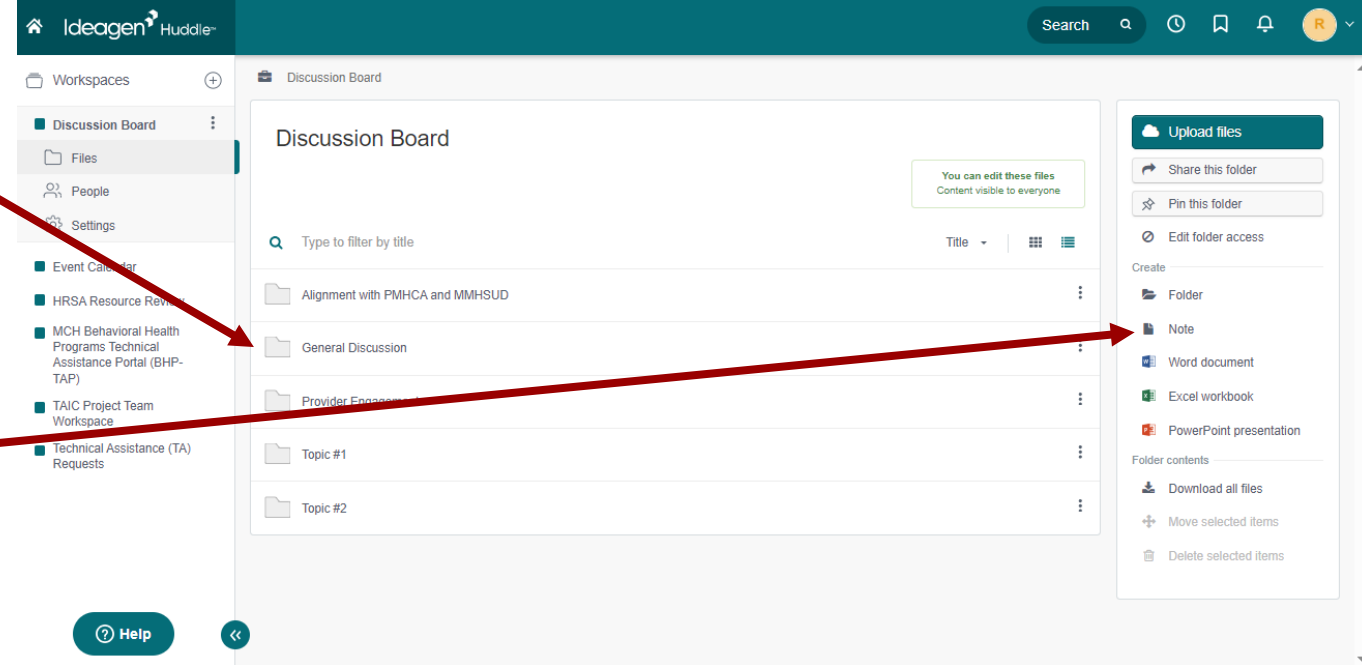 Ideagen Huddle
Search
R
Workspaces
Discussion Board
Files
People
Settings
Event Calendar
HRSA Resource Review
MCH Behavioral Health
Programs Technical
Assistance Portal (BHP-
TAP)
TAIC Project Team
Workspace
Technical Assistance (TA)
Requests
Help
Discussion Board
Discussion Board
You can edit these files
Content visible to everyone
Type to filter by title
Title
Alignment with PMHCA and MMHSUD
General Discussion
Provider Engagement
Topic #1
Topic #2
Upload files
Share this folder
Pin this folder
Edit folder access
Create
Folder
Note
Word document
Excel workbook
PowerPoint presentation
Folder contents
Download all files
Move selected items
Delete selected items